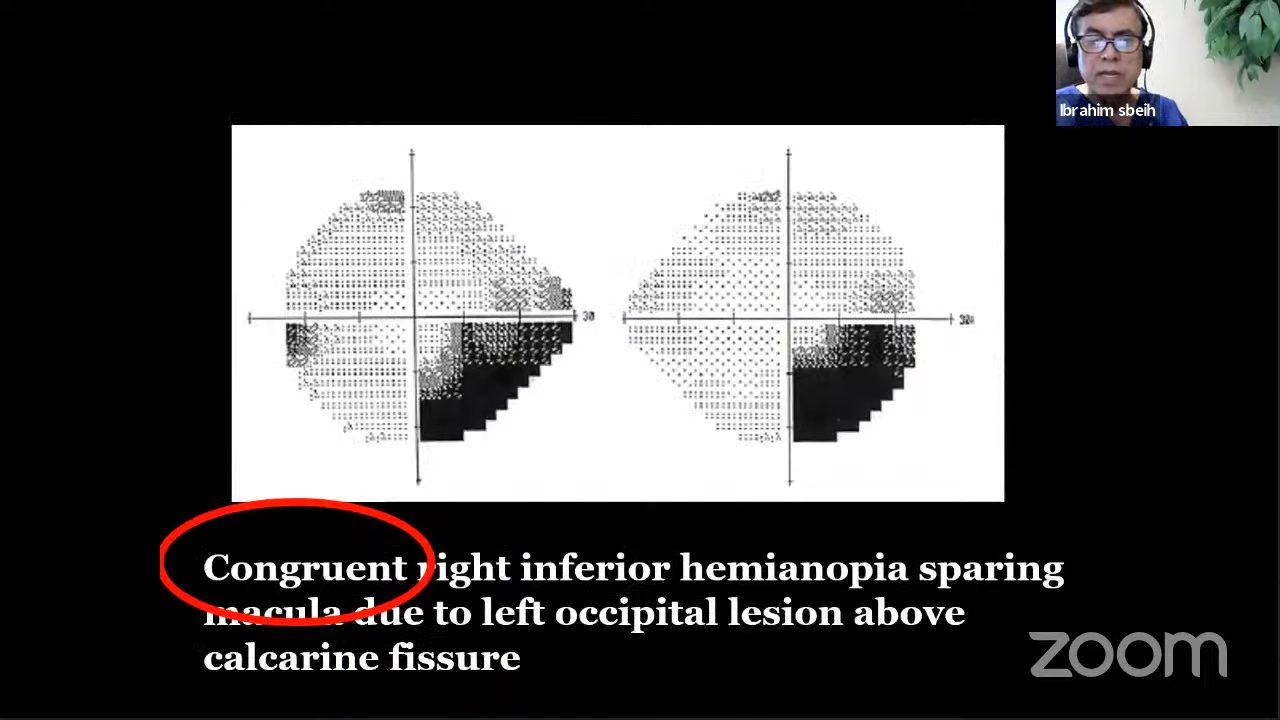 Ibrahim sbeih
30
30
Congruent right inferior hemianopia sparing
macula due to left occipital lesion above
calcarine fissure
zoom